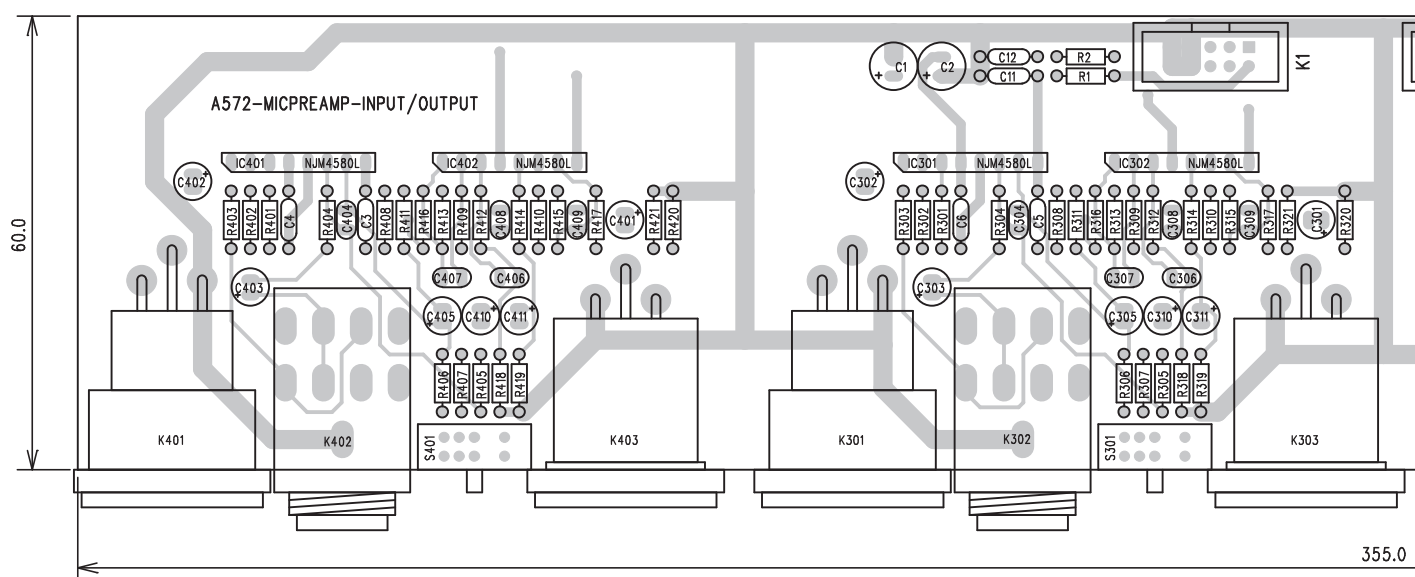 C1 C2 C12 R2
C11 R1 K1
A572-MICPREAMP-INPUT/OUTPUT
IC401 NJM4580L IC402 NJM4580L IC301 NJM4580L IC302 NJM4580L
C402 C302
60.0
R403 R402 R401 C4 R404 C404 C3 R408 R411 R416 R413 R409 R412 C408 R414 R410 R415 C409 R417 C401 R421 R420 R303 R302 R301 C6 R304 C304 C5 R308 R311 R316 R313 R309 R312 C308 R314 R310 R315 C309 R317 R321 C301 R320
C403 C407 C406 C303 C307 C306
C405 C410 C411 C305 C310 C311
R406 R407 R405 R418 R419 R306 R307 R305 R318 R319
K401 K402 S401 K403 K301 K302 S301 K303
355.0